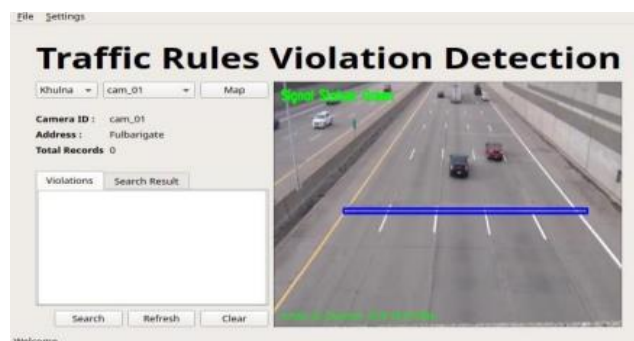 File Settings
Traffic Rules Violation Detection
Khulna cam_01 Map
Camera ID : cam_01
Address : Fulbarigate
Total Records 0
Violations Search Result
Search Refresh Clear
Welcome